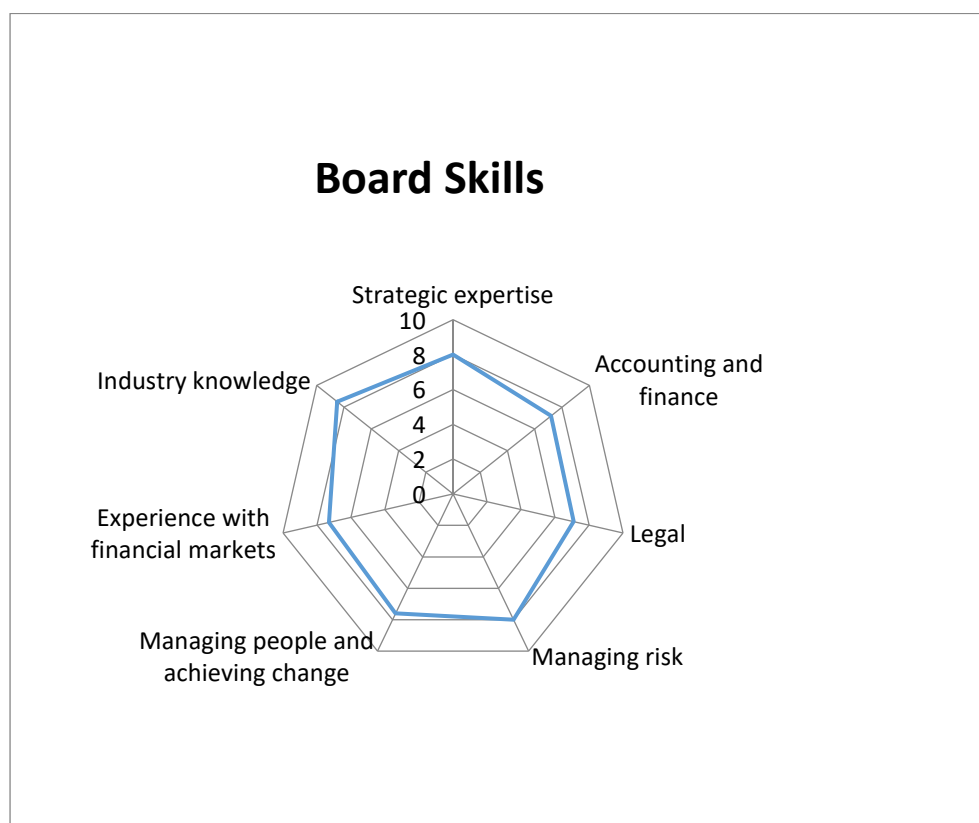 Board Skills
Strategic expertise
10
8
6
4
2
0
Accounting and
finance
Legal
Managing risk
Managing people and
achieving change
Experience with
financial markets
Industry knowledge